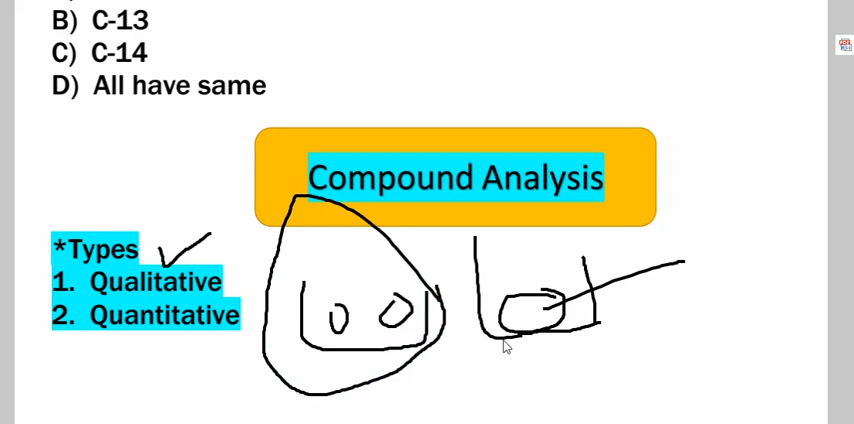 B) C-13
C) C-14
D) All have same
Compound Analysis
*Types
1. Qualitative
2. Quantitative